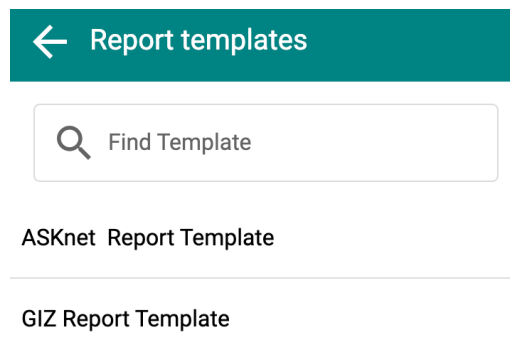 Report templates
Find Template
ASKnet  Report Template
GIZ Report Template